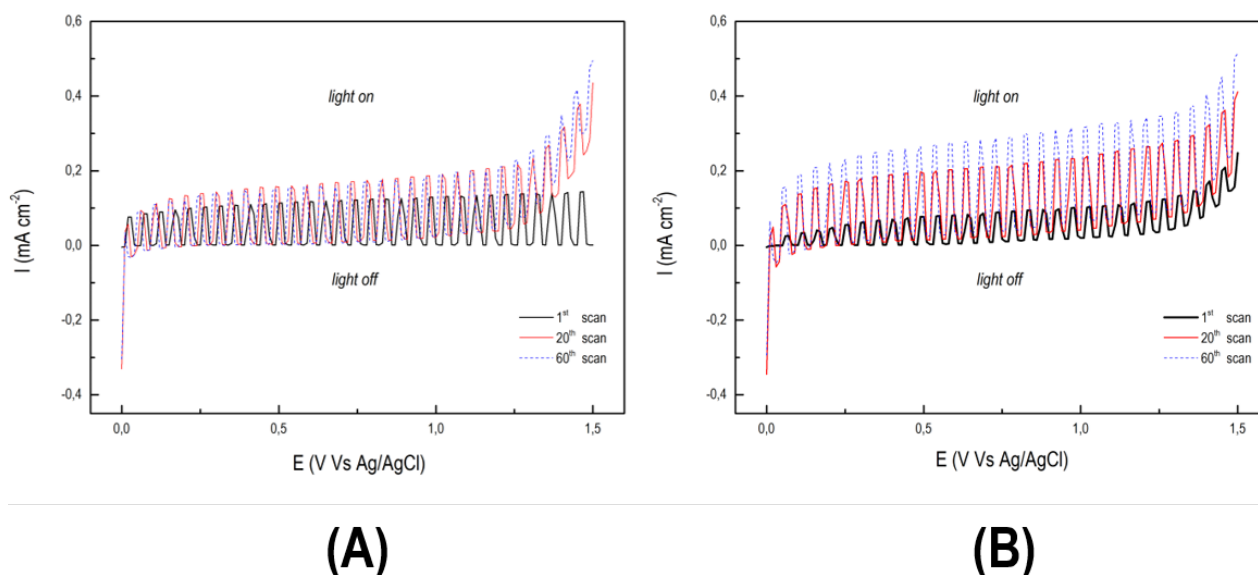 0,6
0,4
0,2
0,0
-0,2
-0,4
I (mA cm-2)
light on
light off
1st scan
20th scan
60th scan
0,0 0,5 1,0 1,5
E (V Vs Ag/AgCl)
(A)
0,6
0,4
0,2
0,0
-0,2
-0,4
I (mA cm-2)
light on
light off
1st scan
20th scan
60th scan
0,0 0,5 1,0 1,5
E (V Vs Ag/AgCl)
(B)